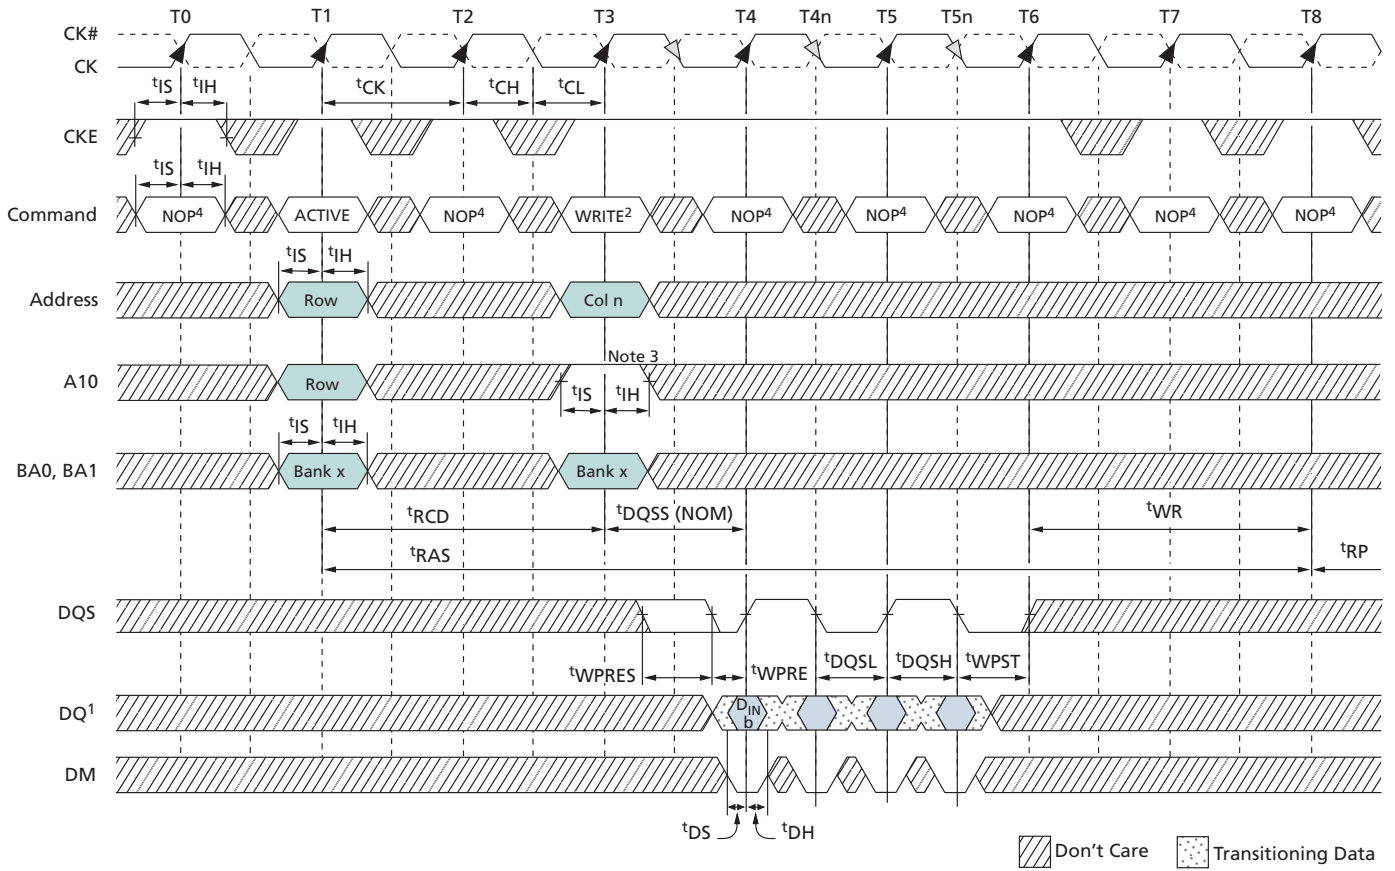 T0 T1 T2 T3 T4 T4n T5 T5n T6 T7 T8
CK#
CK
tIS tIH tCK tCH tCL
CKE
tIS tIH
Command NOP4 ACTIVE NOP4 WRITE2 NOP4 NOP4 NOP4 NOP4 NOP4
tIS tIH
Address Row Col n
Note 3
A10 Row
tIS tIH
tIS tIH
BA0, BA1 Bank x Bank x
tRCD tDQSS (NOM) tWR
tRAS tRP
DQS
tWPRES tWPRE tDQSL tDQSH tWPST
DQ1 DIN
b
DM
tDS tDH
Don't Care Transitioning Data